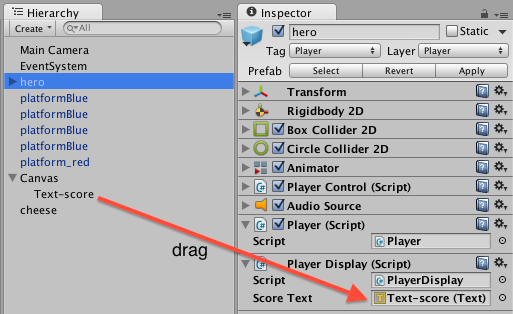 Hierarchy
Create
All
Main Camera
EventSystem
hero
platformBlue
platformBlue
platformBlue
platformBlue
platform_red
Canvas
Text-score
cheese
drag
Inspector
hero
Static
Tag Player Layer Player
Prefab Select Revert Apply
Transform
Rigidbody 2D
Box Collider 2D
Circle Collider 2D
Animator
Player Control (Script)
Audio Source
Player (Script)
Script Player
Player Display (Script)
Script PlayerDisplay
Score Text Text-score (Text)